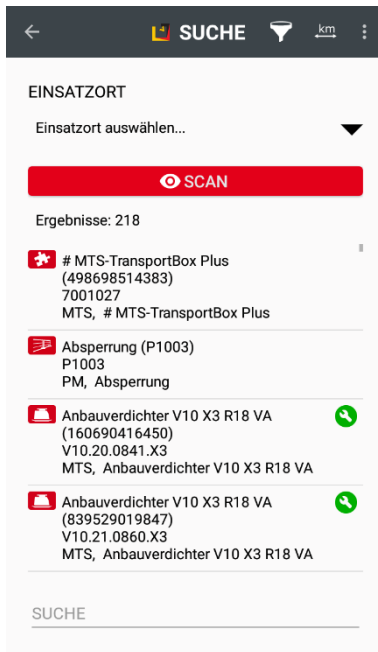 SUCHE
km
EINSATZORT
Einsatzort auswählen...
SCAN
Ergebnisse: 218
# MTS-TransportBox Plus
(498698514383)
7001027
MTS,  # MTS-TransportBox Plus
Absperrung (P1003)
P1003
PM,  Absperrung
Anbauverdichter V10 X3 R18 VA
(160690416450)
V10.20.0841.X3
MTS,  Anbauverdichter V10 X3 R18 VA
Anbauverdichter V10 X3 R18 VA
(839529019847)
V10.21.0860.X3
MTS,  Anbauverdichter V10 X3 R18 VA
SUCHE